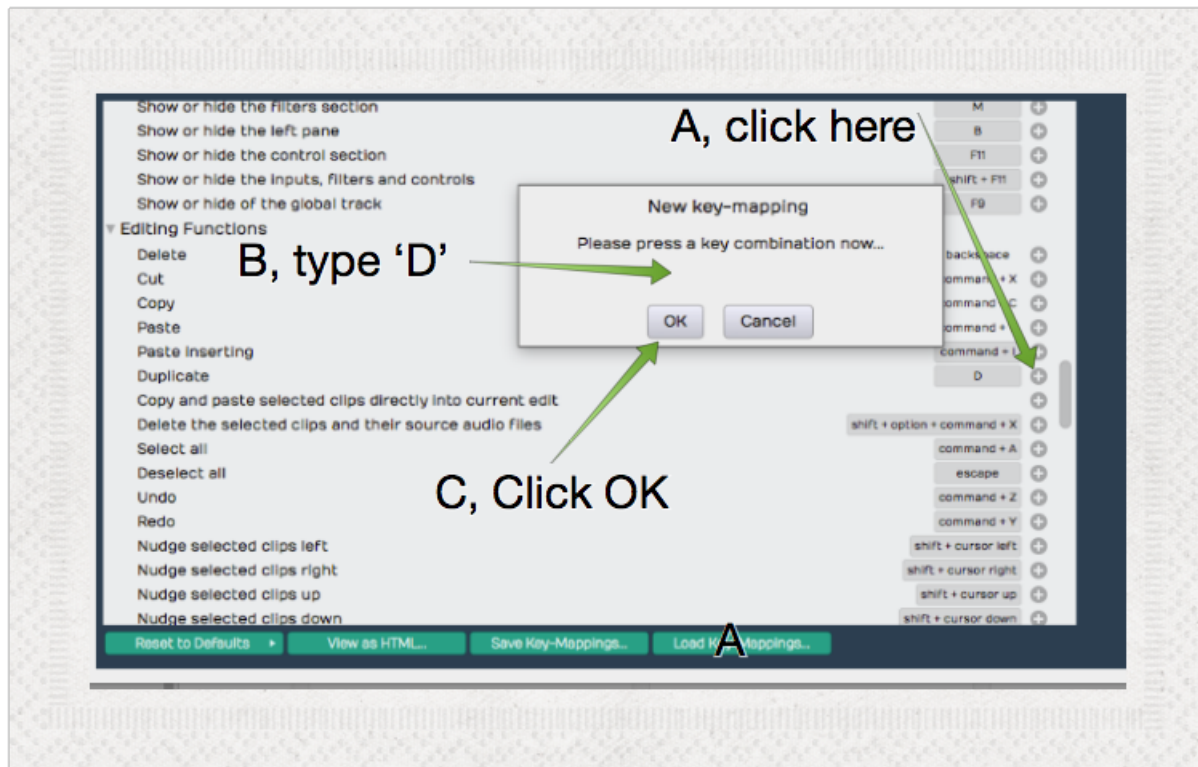 Show or hide the filters section M
Show or hide the left pane B
Show or hide the control section F11
Show or hide the inputs, filters and controls shift + F11
Show or hide of the global track F9
Editing Functions
Delete backspace
Cut command + X
Copy command C
Paste command +
Paste inserting command + I
Duplicate D
Copy and paste selected clips directly into current edit
Delete the selected clips and their source audio files shift + option + command + X
Select all command + A
Deselect all escape
Undo command + Z
Redo command + Y
Nudge selected clips left shift + cursor left
Nudge selected clips right shift + cursor right
Nudge selected clips up shift + cursor up
Nudge selected clips down shift + cursor down
Reset to Defaults View as HTML... Save Key-Mappings... Load Key-Mappings...
A
A, click here
New key-mapping
Please press a key combination now...
OK Cancel
B, type ‘D’
C, Click OK